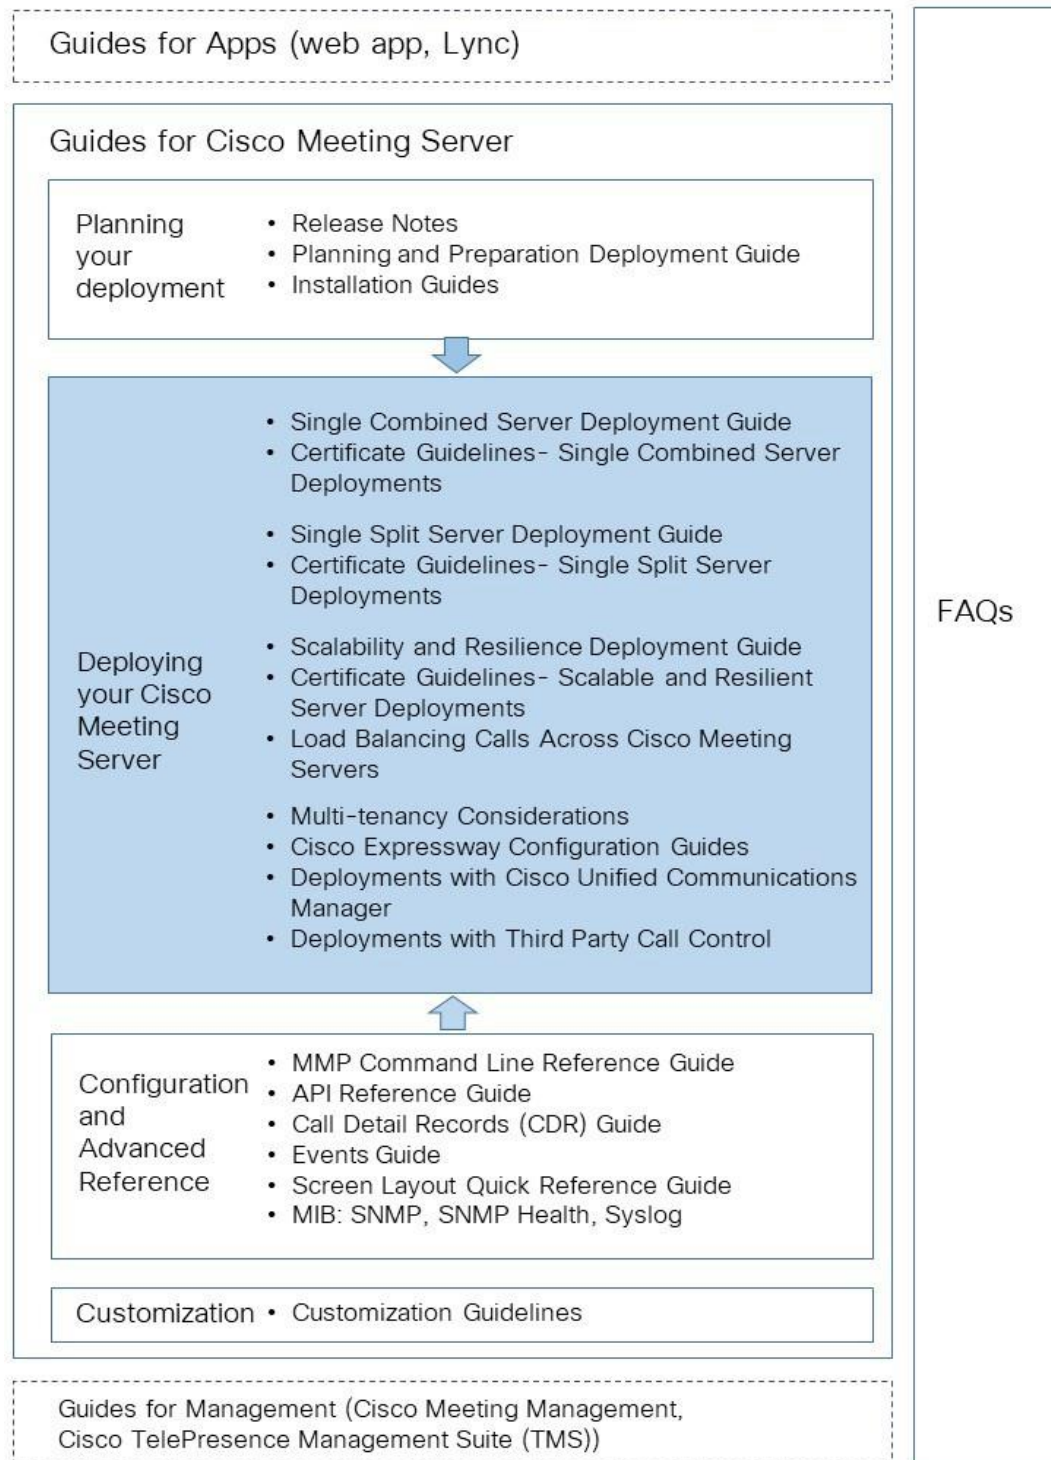 Guides for Apps (web app, Lync)
Guides for Cisco Meeting Server
Planning
your
deployment
• Release Notes
• Planning and Preparation Deployment Guide
• Installation Guides
Deploying
your Cisco
Meeting
Server
• Single Combined Server Deployment Guide
• Certificate Guidelines- Single Combined Server
Deployments
• Single Split Server Deployment Guide
• Certificate Guidelines- Single Split Server
Deployments
• Scalability and Resilience Deployment Guide
• Certificate Guidelines- Scalable and Resilient
Server Deployments
• Load Balancing Calls Across Cisco Meeting
Servers
• Multi-tenancy Considerations
• Cisco Expressway Configuration Guides
• Deployments with Cisco Unified Communications
Manager
• Deployments with Third Party Call Control
Configuration
and
Advanced
Reference
• MMP Command Line Reference Guide
• API Reference Guide
• Call Detail Records (CDR) Guide
• Events Guide
• Screen Layout Quick Reference Guide
• MIB: SNMP, SNMP Health, Syslog
Customization • Customization Guidelines
Guides for Management (Cisco Meeting Management,
Cisco TelePresence Management Suite (TMS))
FAQs